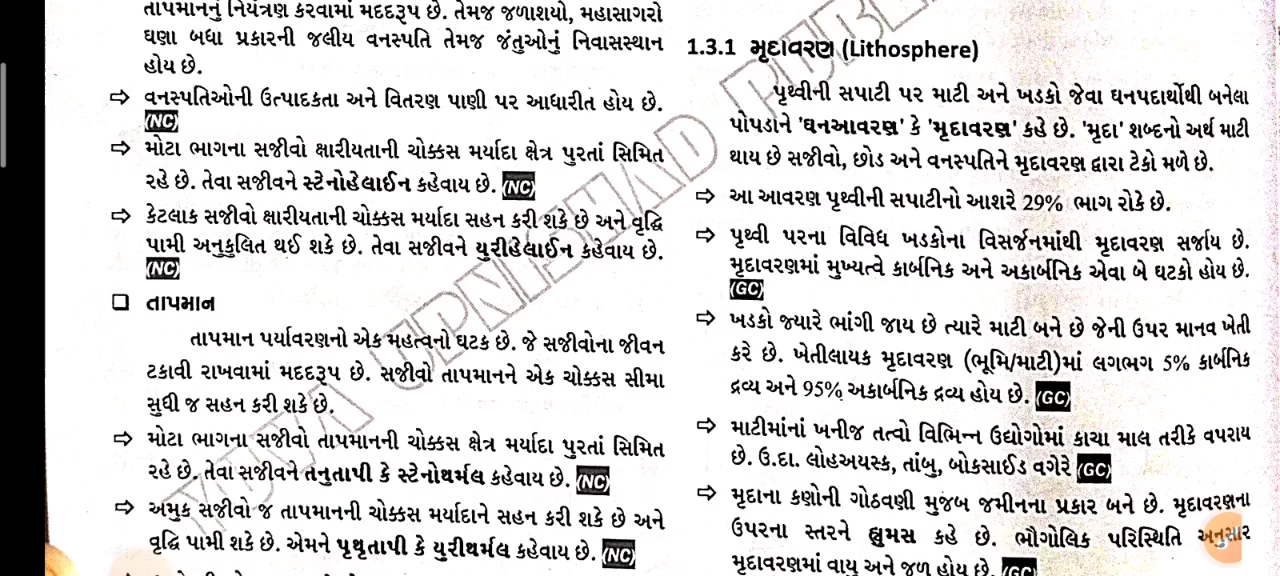 તાપમાનનું નિયંત્રણ કરવામાં મદદરૂપ છે. તેમજ જળાશયો, મહાસાગરો
ઘણા બધા પ્રકારની જલીય વનસ્પતિ તેમજ જંતુઓનું નિવાસસ્થાન
હોય છે.
⇨ વનસ્પતિઓની ઉત્પાદકતા અને વિતરણ પાણી પર આધારીત હોય છે.
(NC)
⇨ મોટા ભાગના સજીવો ક્ષારીયતાની ચોક્કસ મર્યાદા ક્ષેત્ર પુરતાં સિમિત
રહે છે. તેવા સજીવને સ્ટેનોહેલાઈન કહેવાય છે. (NC)
⇨ કેટલાક સજીવો ક્ષારીયતાની ચોક્કસ મર્યાદા સહન કરી શકે છે અને વૃદ્ધિ
પામી અનુકુલિત થઈ શકે છે. તેવા સજીવને યુરીહેલાઈન કહેવાય છે.
(NC)
❑ તાપમાન
તાપમાન પર્યાવરણનો એક મહત્વનો ઘટક છે. જે સજીવોના જીવન
ટકાવી રાખવામાં મદદરૂપ છે. સજીવો તાપમાનને એક ચોક્કસ સીમા
સુધી જ સહન કરી શકે છે.
⇨ મોટા ભાગના સજીવો તાપમાનની ચોક્કસ ક્ષેત્ર મર્યાદા પુરતાં સિમિત
રહે છે. તેવા સજીવને તનુતાપી કે સ્ટેનોથર્મલ કહેવાય છે. (NC)
⇨ અમુક સજીવો જ તાપમાનની ચોક્કસ મર્યાદાને સહન કરી શકે છે અને
વૃદ્ધિ પામી શકે છે. એમને પૃથૃતાપી કે યુરીથર્મલ કહેવાય છે. (NC)
1.3.1 મૃદાવરણ (Lithosphere)
પૃથ્વીની સપાટી પર માટી અને ખડકો જેવા ઘનપદાર્થોથી બનેલા
પોપડાને 'ઘનઆવરણ' કે 'મૃદાવરણ' કહે છે. 'મૃદા' શબ્દનો અર્થ માટી
થાય છે સજીવો, છોડ અને વનસ્પતિને મૃદાવરણ દ્વારા ટેકો મળે છે.
⇨ આ આવરણ પૃથ્વીની સપાટીનો આશરે 29% ભાગ રોકે છે.
⇨ પૃથ્વી પરના વિવિધ ખડકોના વિસર્જનમાંથી મૃદાવરણ સર્જાય છે.
મૃદાવરણમાં મુખ્યત્વે કાર્બનિક અને અકાર્બનિક એવા બે ઘટકો હોય છે.
(GC)
⇨ ખડકો જ્યારે ભાંગી જાય છે ત્યારે માટી બને છે જેની ઉપર માનવ ખેતી
કરે છે. ખેતીલાયક મૃદાવરણ (ભૂમિ/માટી)માં લગભગ 5% કાર્બનિક
દ્રવ્ય અને 95% અકાર્બનિક દ્રવ્ય હોય છે. (GC)
⇨ માટીમાંનાં ખનીજ તત્વો વિભિન્ન ઉદ્યોગોમાં કાચા માલ તરીકે વપરાય
છે. ઉ.દા. લોહઅયસ્ક, તાંબુ, બોકસાઈડ વગેરે (GC)
⇨ મૃદાના કણોની ગોઠવણી મુજબ જમીનના પ્રકાર બને છે. મૃદાવરણના
ઉપરના સ્તરને હ્યુમસ કહે છે. ભૌગોલિક પરિસ્થિતિ અનુસાર
મૃદાવરણમાં વાયુ અને જળ હોય છે. (GC)
YUVA UPNISHAD